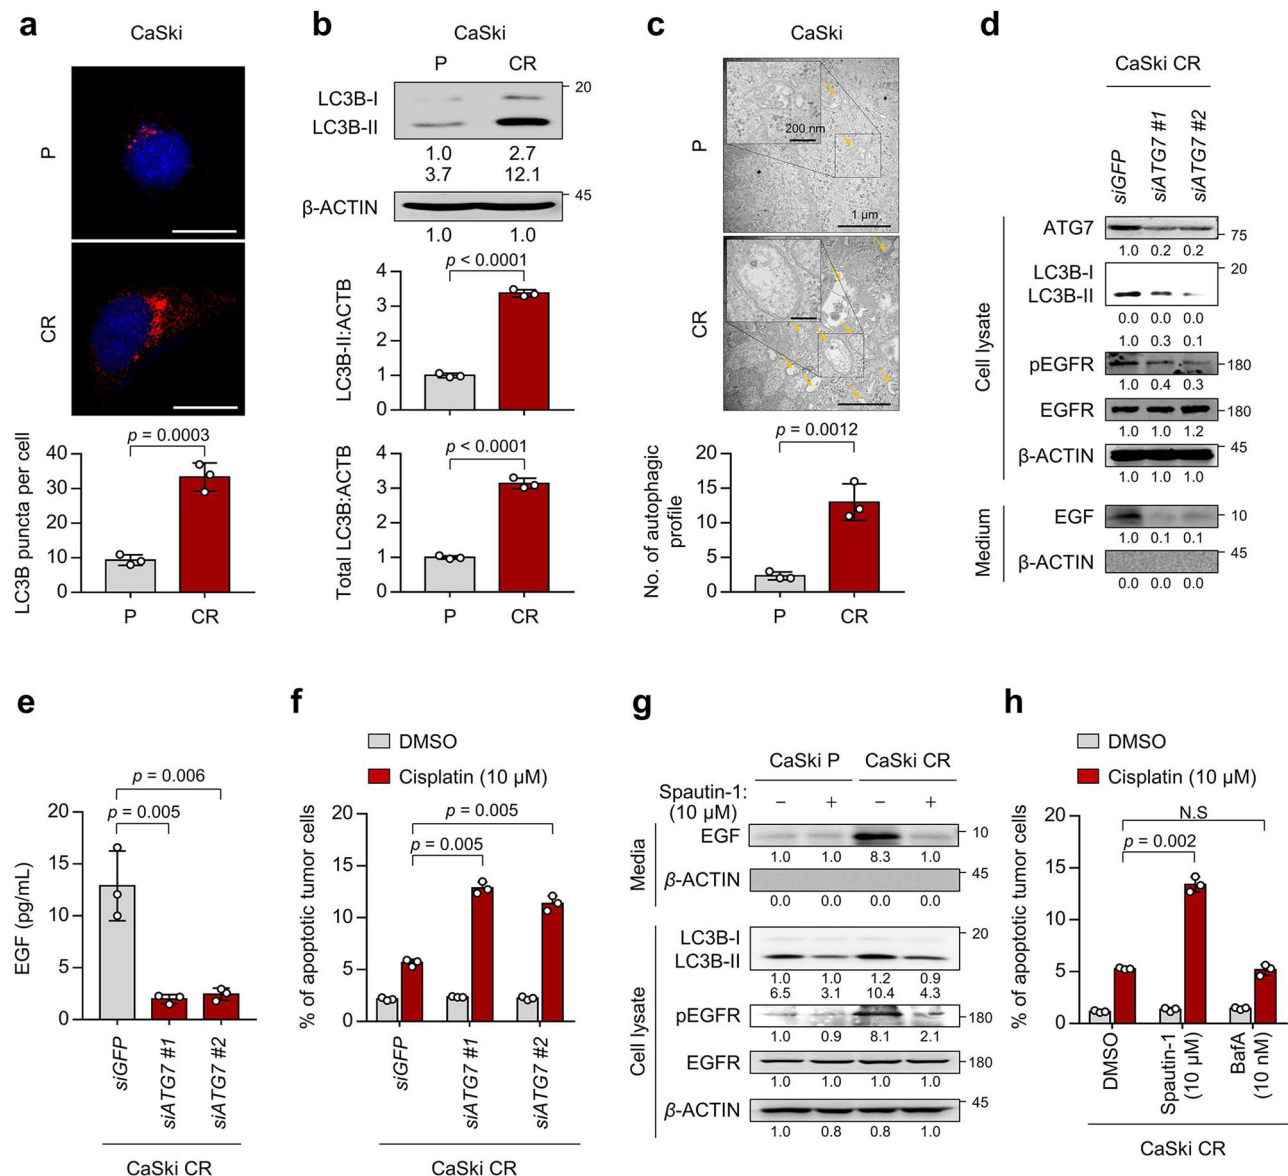 a
CaSki
P
CR
p = 0.0003
LC3B puncta per cell
40
30
20
10
0
P CR
b
CaSki
P CR
LC3B-I
LC3B-II
20
1.0 2.7
3.7 12.1
β-ACTIN
45
1.0 1.0
p < 0.0001
LC3B-II:ACTB
4
3
2
1
0
p < 0.0001
Total LC3B:ACTB
4
3
2
1
0
P CR
c
CaSki
P
200 nm
1 µm
CR
p = 0.0012
No. of autophagic
profile
20
15
10
5
0
P CR
d
CaSki CR
siGFP siATG7 #1 siATG7 #2
Cell lysate
ATG7
75
1.0 0.2 0.2
LC3B-I
LC3B-II
20
0.0 0.0 0.0
1.0 0.3 0.1
pEGFR
180
1.0 0.4 0.3
EGFR
180
1.0 1.0 1.2
β-ACTIN
45
1.0 1.0 1.0
Medium
EGF
10
1.0 0.1 0.1
β-ACTIN
45
0.0 0.0 0.0
e
p = 0.006
p = 0.005
EGF (pg/mL)
20
15
10
5
0
siGFP siATG7 #1 siATG7 #2
CaSki CR
f
DMSO
Cisplatin (10 µM)
p = 0.005
p = 0.005
% of apoptotic tumor cells
20
15
10
5
0
siGFP siATG7 #1 siATG7 #2
CaSki CR
g
CaSki P CaSki CR
Spautin-1:
(10 µM)
− + − +
Media
EGF
10
1.0 1.0 8.3 1.0
β-ACTIN
45
0.0 0.0 0.0 0.0
Cell lysate
LC3B-I
LC3B-II
20
1.0 1.0 1.2 0.9
6.5 3.1 10.4 4.3
pEGFR
180
1.0 0.9 8.1 2.1
EGFR
180
1.0 1.0 1.0 1.0
β-ACTIN
45
1.0 0.8 0.8 1.0
h
DMSO
Cisplatin (10 µM)
N.S
p = 0.002
% of apoptotic tumor cells
20
15
10
5
0
DMSO
Spautin-1
(10 µM)
BafA
(10 nM)
CaSki CR